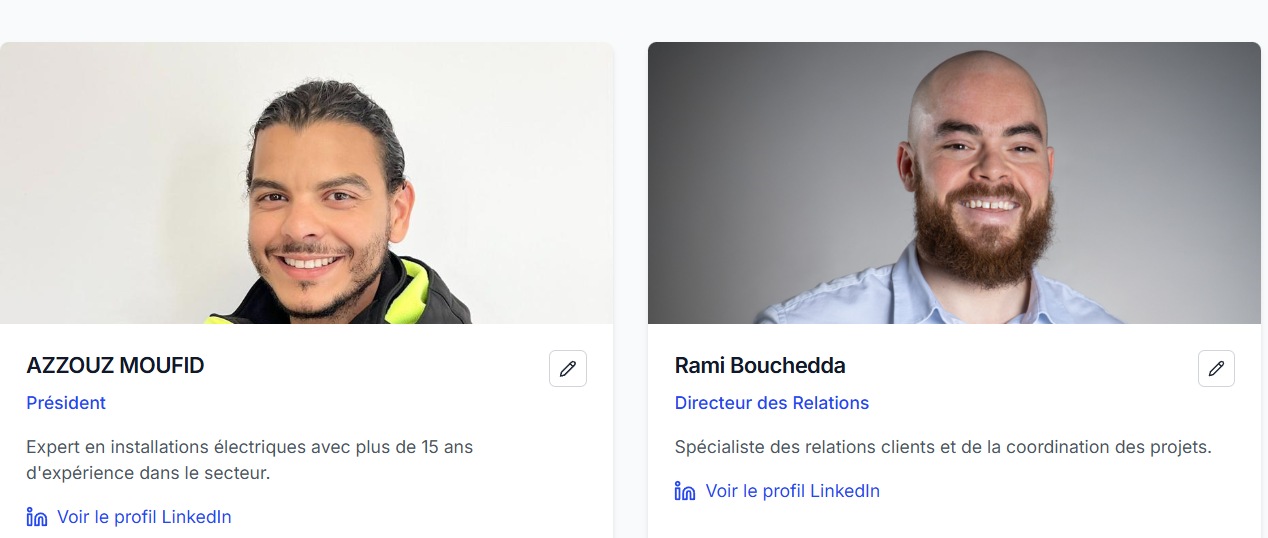 AZZOUZ MOUFID
Président
Expert en installations électriques avec plus de 15 ans
d'expérience dans le secteur.
Voir le profil LinkedIn
Rami Bouchedda
Directeur des Relations
Spécialiste des relations clients et de la coordination des projets.
Voir le profil LinkedIn